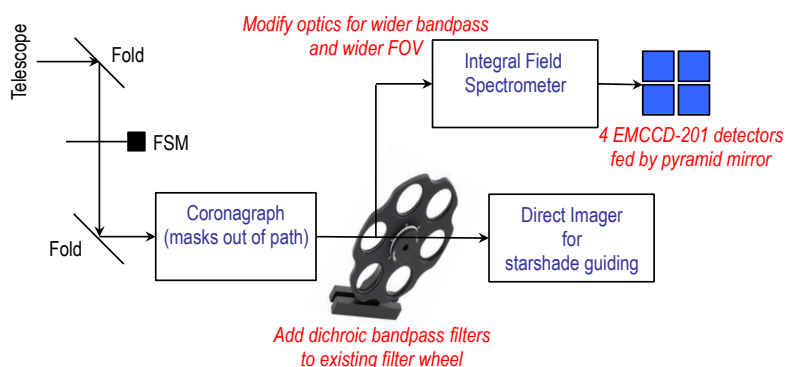 Modify optics for wider bandpass
and wider FOV
Telescope
Fold
Integral Field
Spectrometer
FSM
4 EMCCD-201 detectors
fed by pyramid mirror
Fold
Coronagraph
(masks out of path)
Direct Imager
for
starshade guiding
Add dichroic bandpass filters
to existing filter wheel